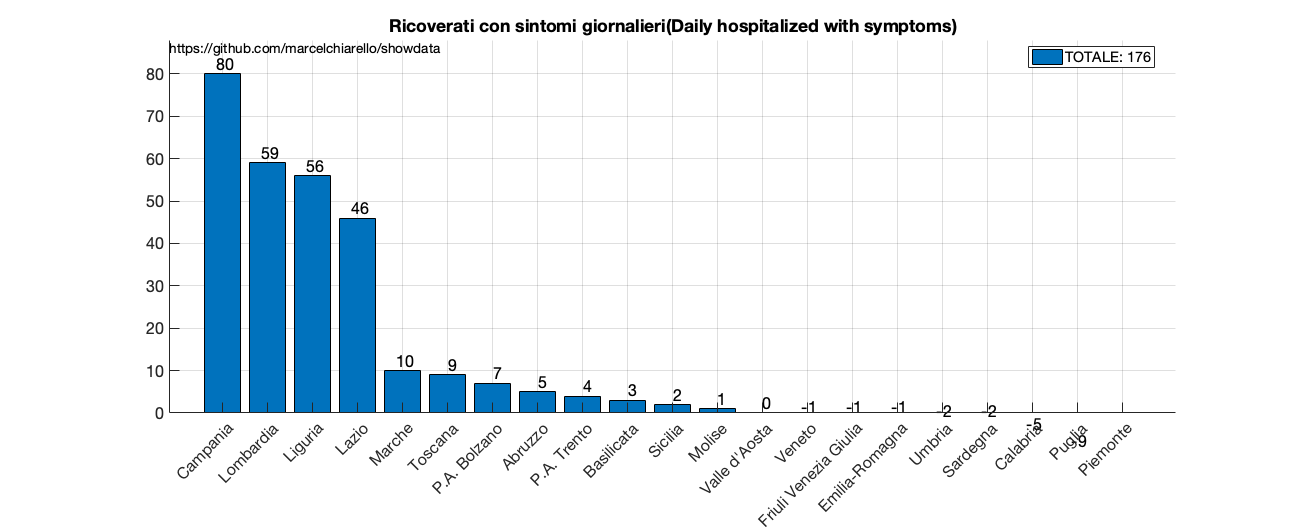 Ricoverati con sintomi giornalieri(Daily hospitalized with symptoms)
https://github.com/marcelchiarello/showdata
TOTALE: 176
80
70
60
50
40
30
20
10
0
80
59
56
46
10
9
7
5
4
3
2
1
0
-1
-1
-1
-2
-2
-5
-9
Campania
Lombardia
Liguria
Lazio
Marche
Toscana
P.A. Bolzano
Abruzzo
P.A. Trento
Basilicata
Sicilia
Molise
Valle d'Aosta
Veneto
Friuli Venezia Giulia
Emilia-Romagna
Umbria
Sardegna
Calabria
Puglia
Piemonte